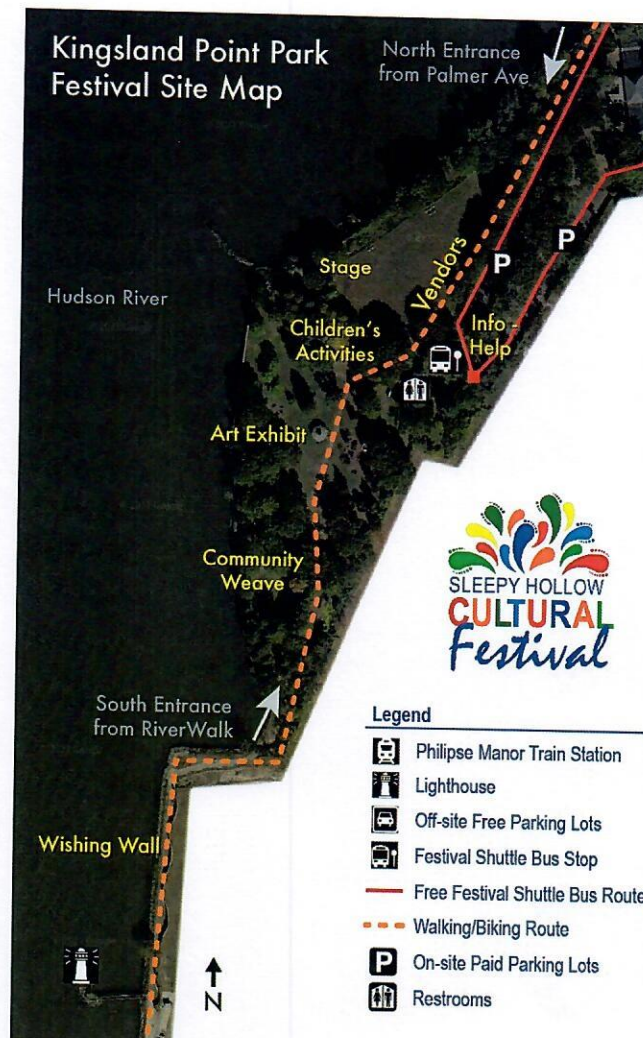 Kingsland Point Park
Festival Site Map
North Entrance
from Palmer Ave
Stage
Vendors
P
P
Hudson River
Children's
Activities
Info -
Help
Art Exhibit
Community
Weave
SLEEPY HOLLOW
CULTURAL
Festival
South Entrance
from RiverWalk
Wishing Wall
N
Legend
Philipse Manor Train Station
Lighthouse
Off-site Free Parking Lots
Festival Shuttle Bus Stop
Free Festival Shuttle Bus Route
Walking/Biking Route
P On-site Paid Parking Lots
Restrooms